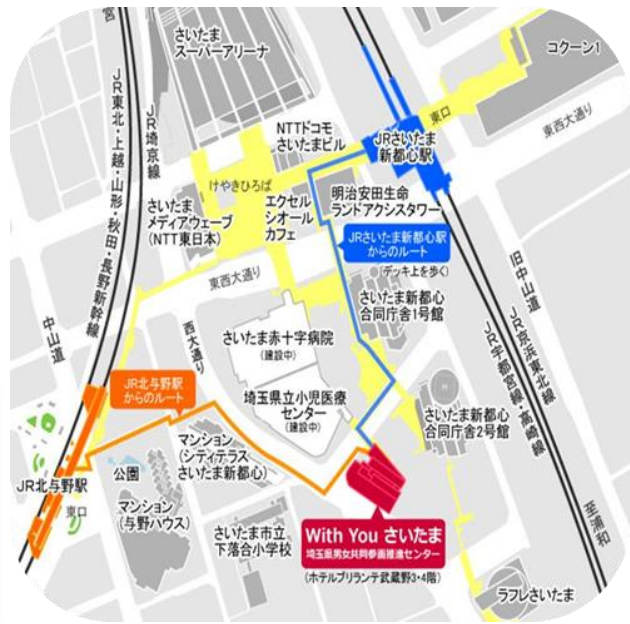 宮
さいたま
スーパーアリーナ
コクーン1
JR東北・上越・山形・秋田・長野新幹線
JR埼京線
NTTドコモ
さいたまビル
JRさいたま
新都心駅
東口
東西大通り
けやきひろば
さいたま
メディアウェーブ
(NTT東日本)
エクセル
シオール
カフェ
明治安田生命
ランドアクシスタワー
JRさいたま新都心駅
からのルート
(デッキ上を歩く)
東西大通り
旧中山道
さいたま新都心
合同庁舎1号館
中山道
西大通り
さいたま赤十字病院
(建設中)
JR京浜東北線
JR宇都宮線・高崎線
JR北与野駅
からのルート
埼玉県立小児医療
センター
(建設中)
さいたま新都心
合同庁舎2号館
マンション
(シティテラス
さいたま新都心)
公園
JR北与野駅
東口
マンション
(与野ハウス)
さいたま市立
下落合小学校
With You さいたま
埼玉県男女共同参画推進センター
(ホテルブリランテ武蔵野3・4階)
至浦和
ラフレさいたま